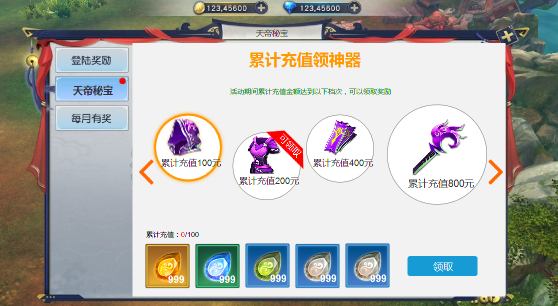 123,45600
123,45600
天帝秘宝
登陆奖励
天帝秘宝
每月有奖
累计充值领神器
活动期间累计充值金额达到以下档次，可以领取奖励
累计充值100元
可领取
累计充值200元
累计充值400元
累计充值800元
累计充值：0/100
999
999
999
999
999
领取